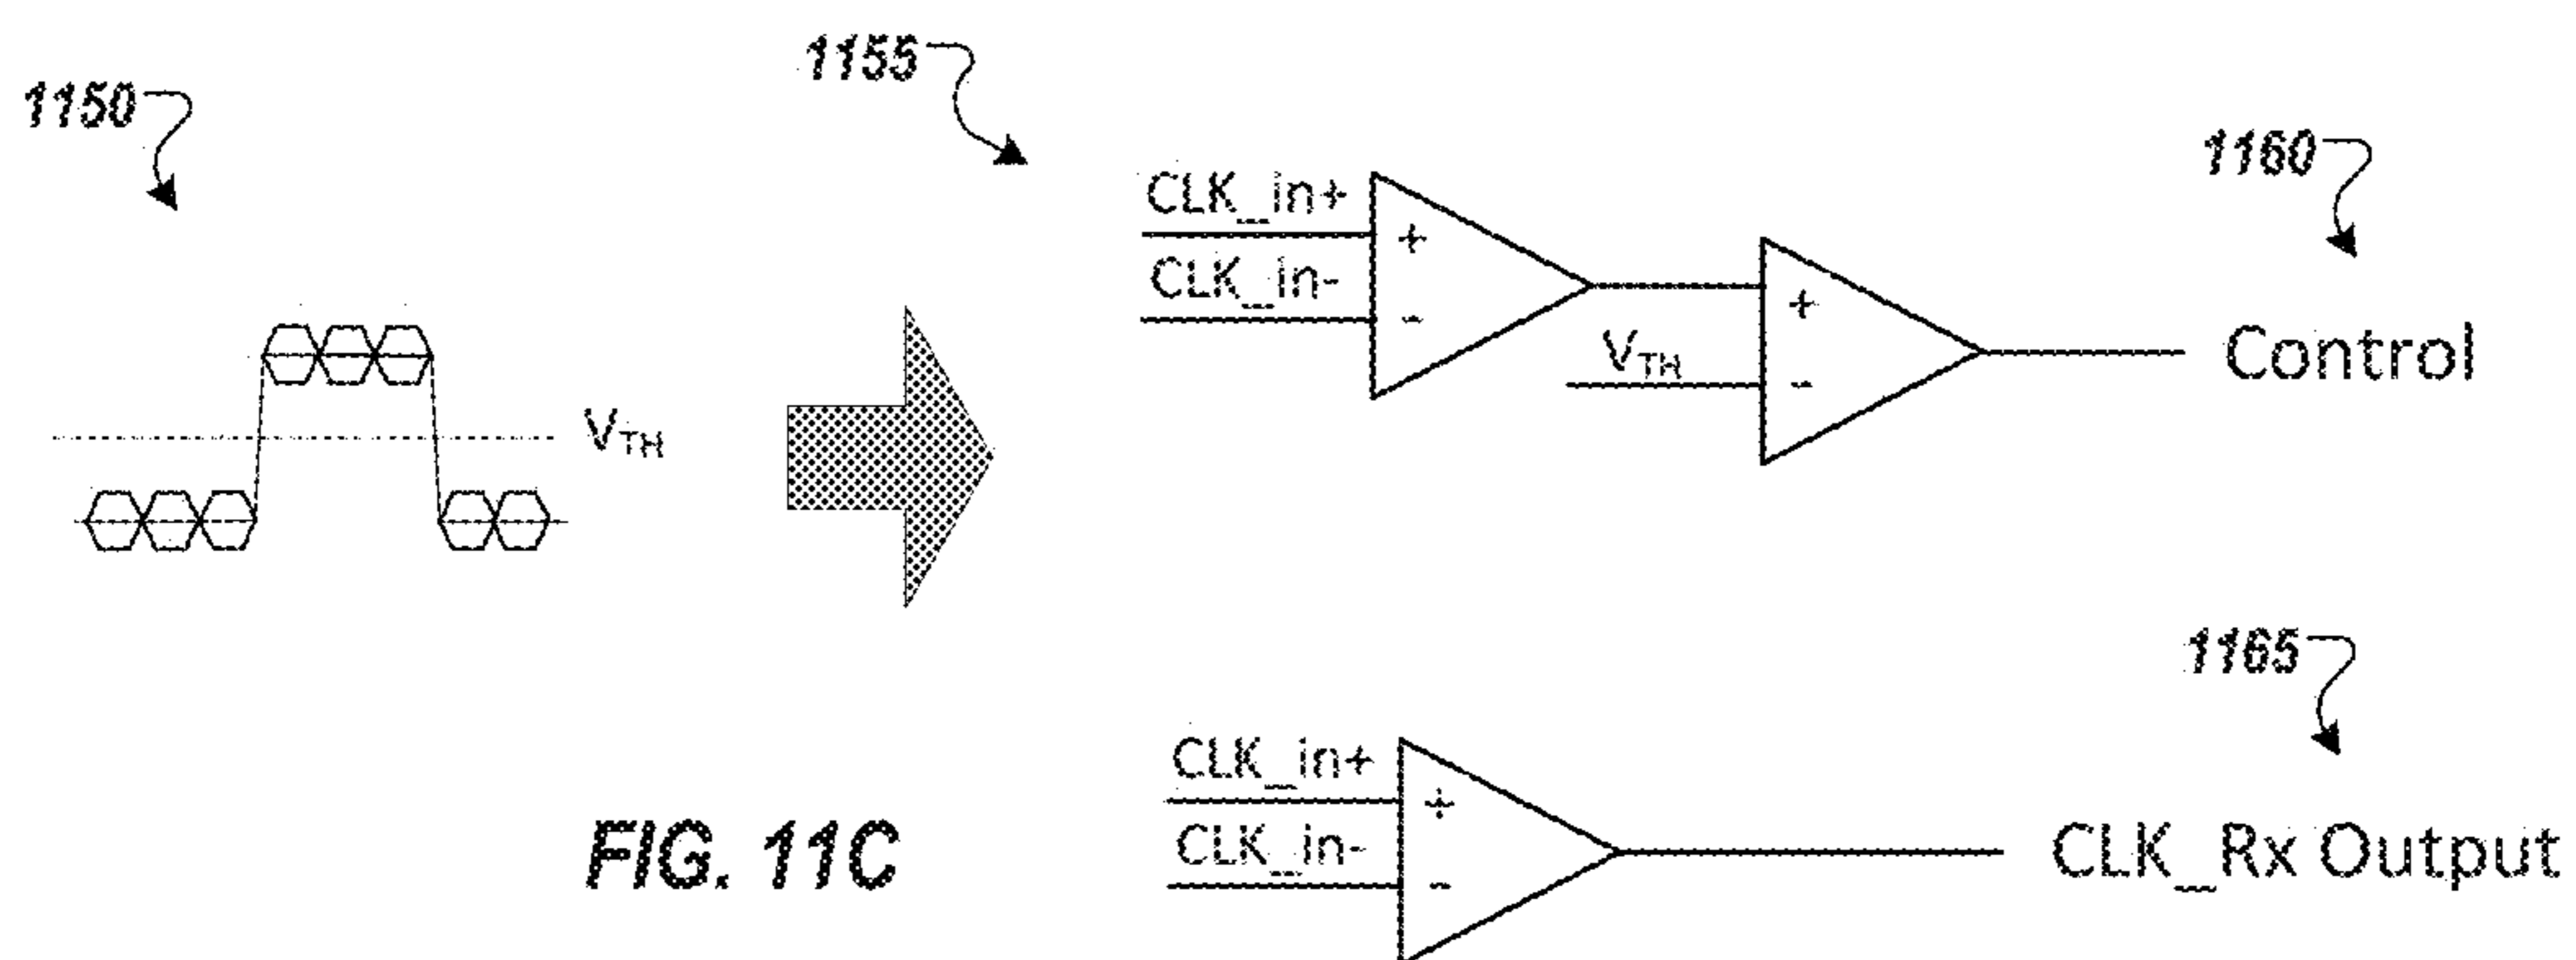 1150
1155
1160
CLK_in+
+
CLK_in-
-
+
VTH
-
Control
VTH
1165
CLK_in+
+
CLK_in-
-
CLK_Rx Output
FIG. 11C